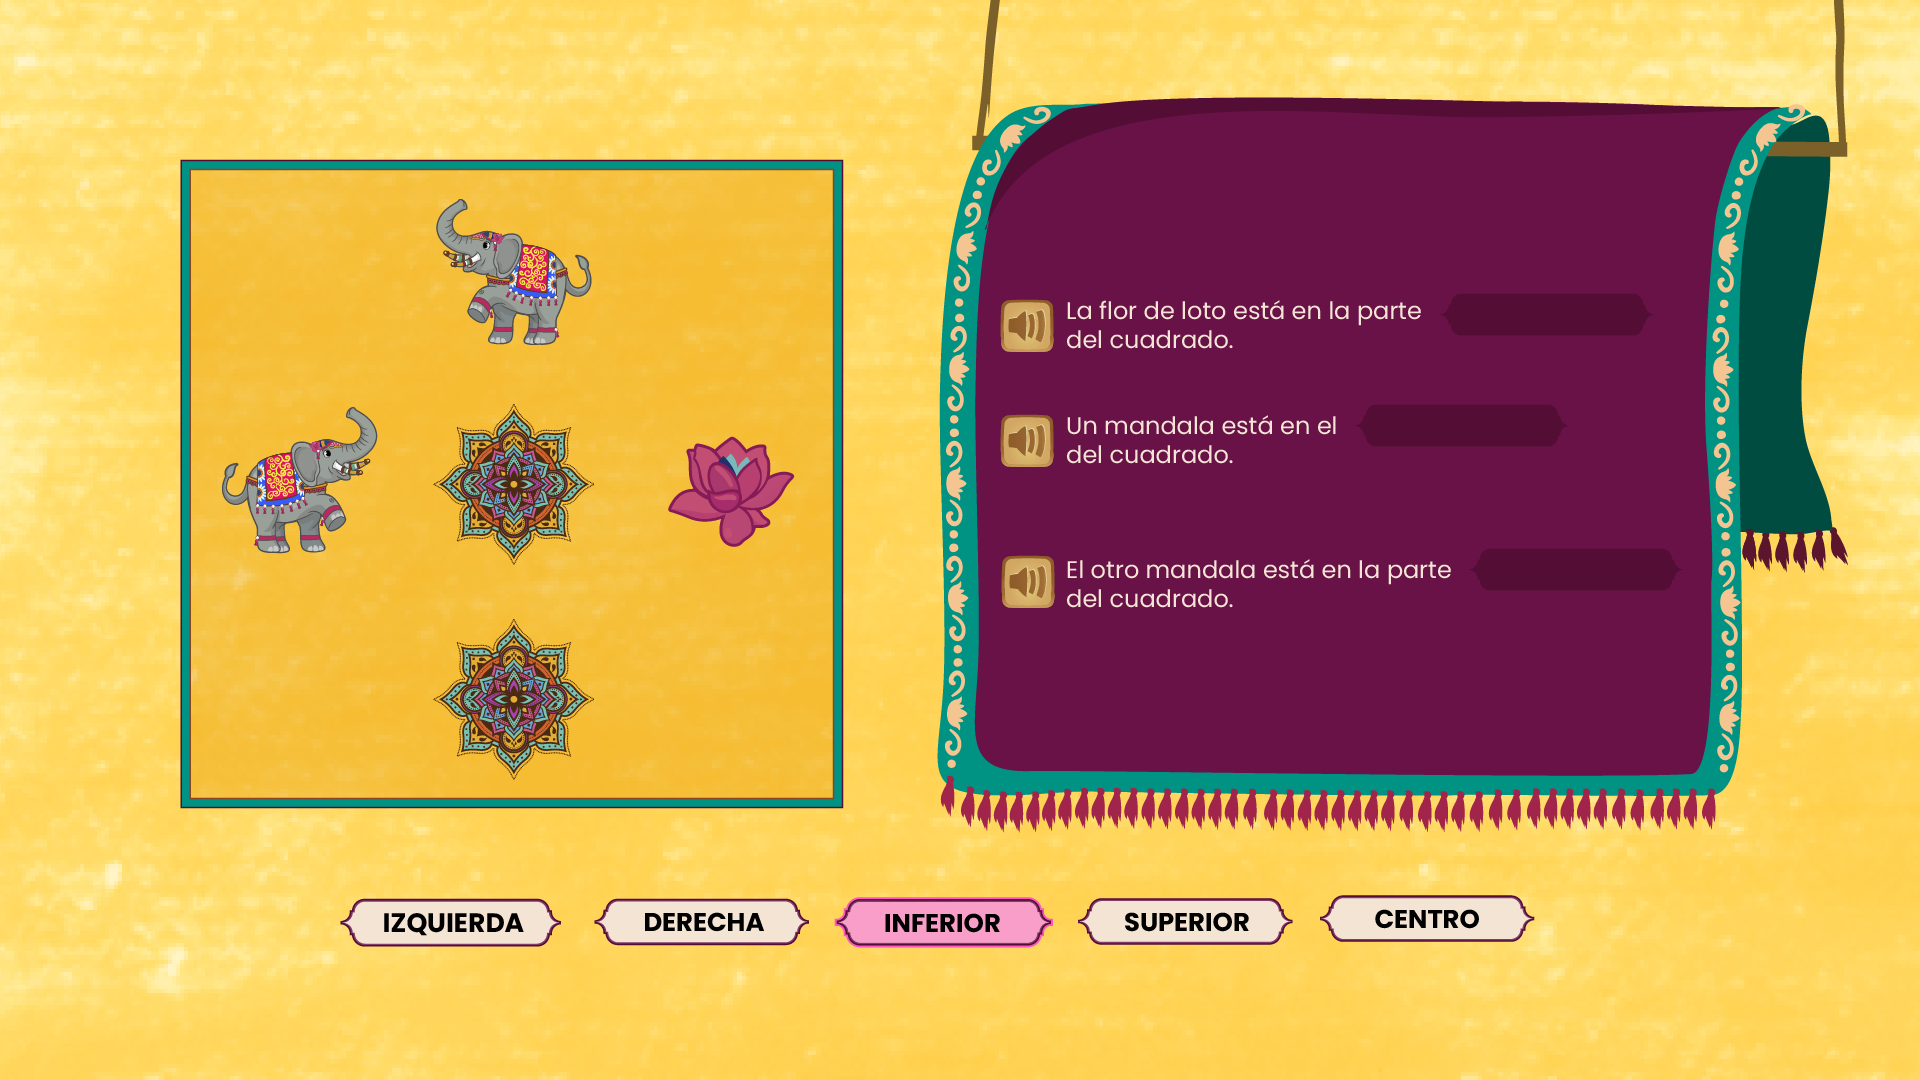 La flor de loto está en la parte
del cuadrado.
Un mandala está en el
del cuadrado.
El otro mandala está en la parte
del cuadrado.
IZQUIERDA
DERECHA
INFERIOR
SUPERIOR
CENTRO